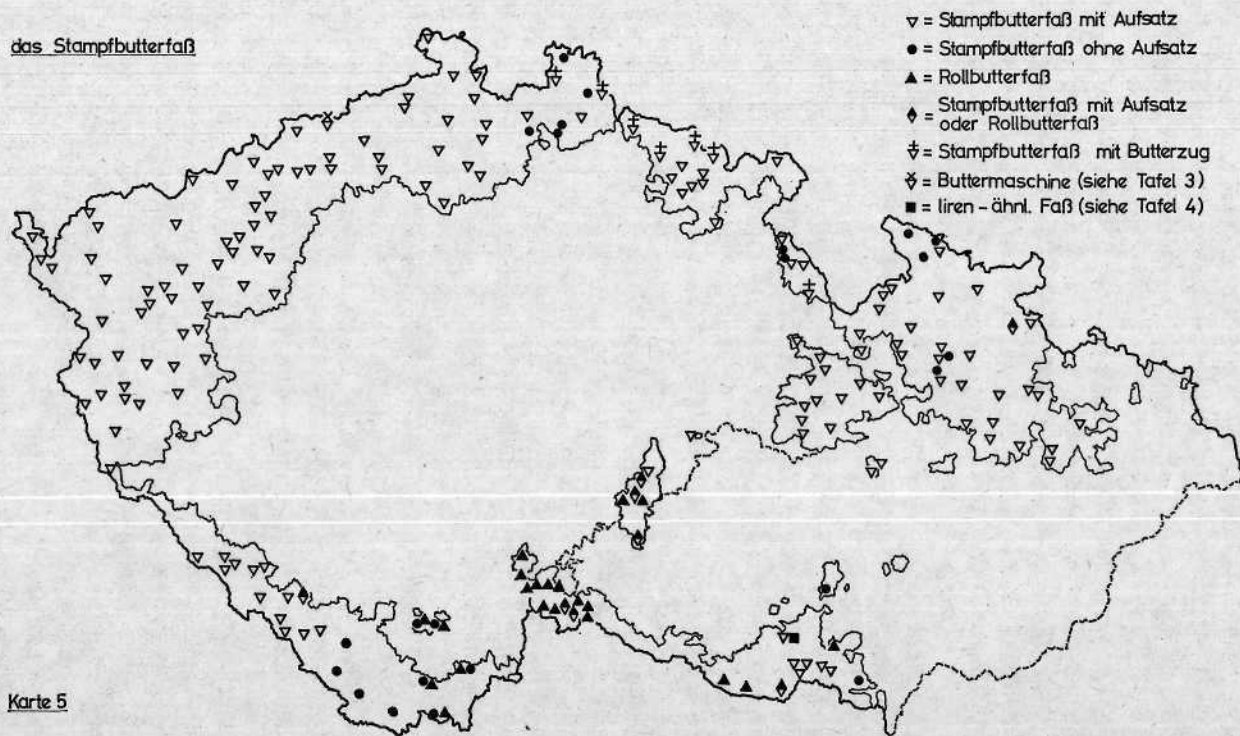 das Stampfbutterfaß
▽ = Stampfbutterfaß mit Aufsatz
● = Stampfbutterfaß ohne Aufsatz
▲ = Rollbutterfaß
= Stampfbutterfaß mit Aufsatz
oder Rollbutterfaß
= Stampfbutterfaß mit Butterzug
= Buttermaschine (siehe Tafel 3)
■ = liren-ähnl. Faß (siehe Tafel 4)
Karte 5